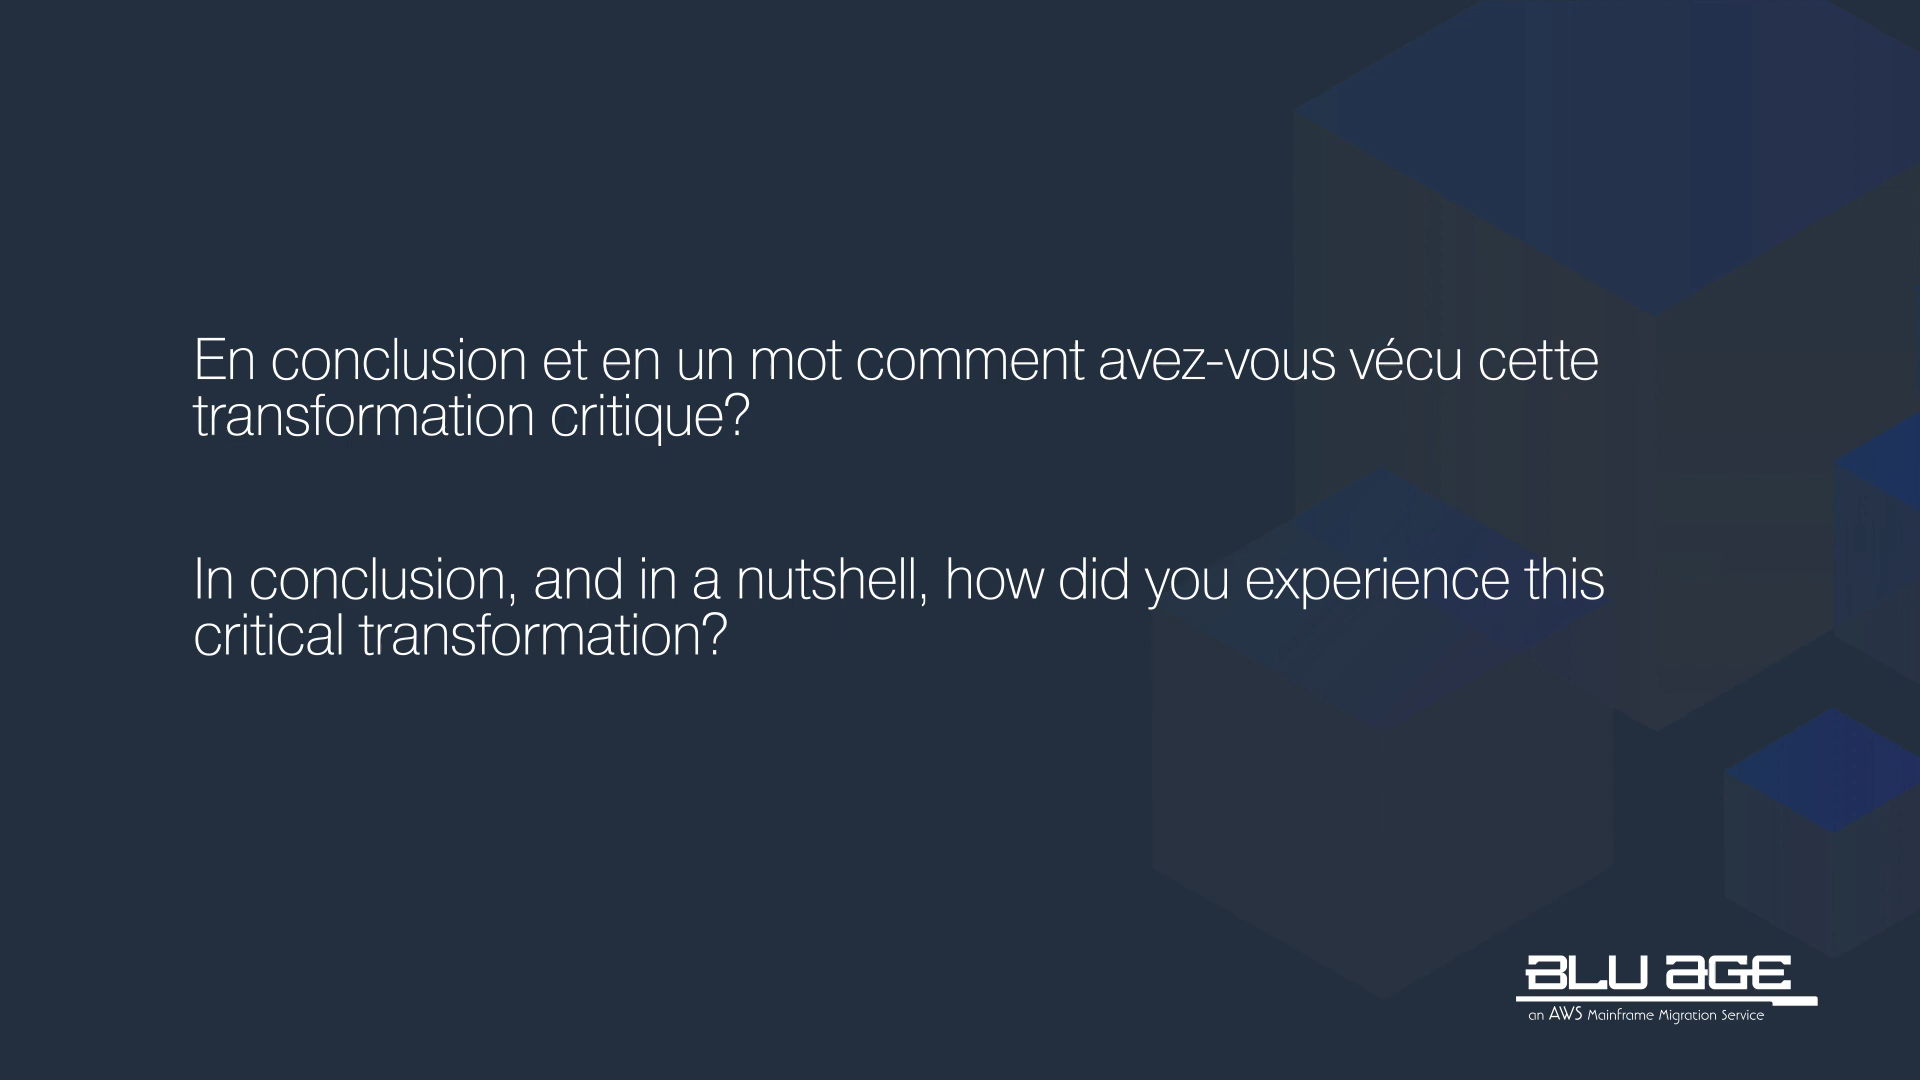 En conclusion et en un mot comment avez-vous vécu cette
transformation critique?
In conclusion, and in a nutshell, how did you experience this
critical transformation?
BLU AGE
an AWS Mainframe Migration Service